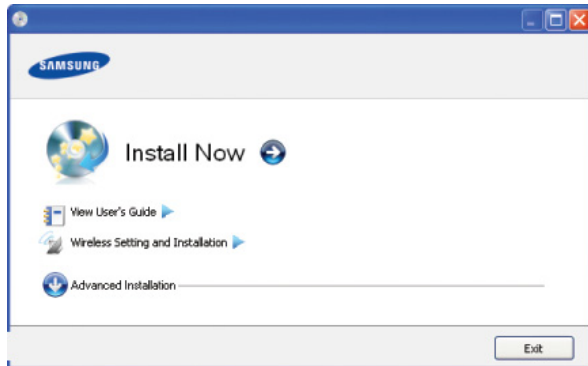 SAMSUNG
Install Now
View User's Guide
Wireless Setting and Installation
Advanced Installation
Exit